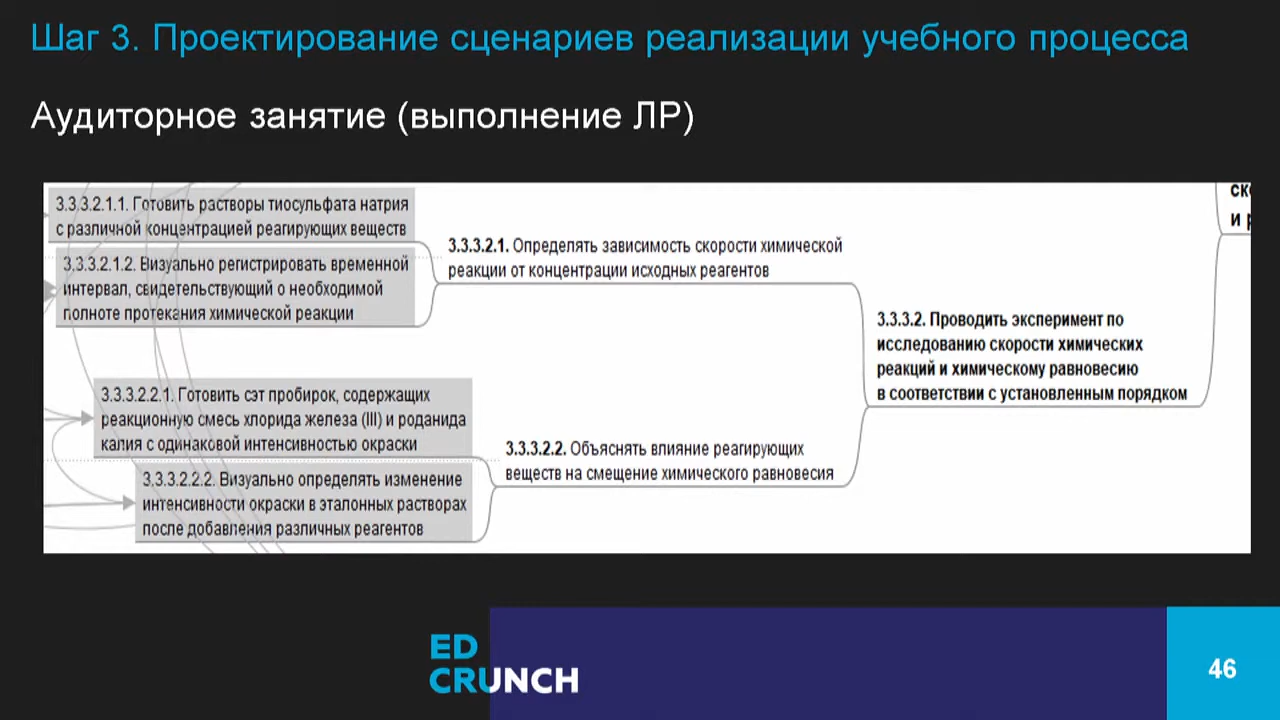 Шаг 3. Проектирование сценариев реализации учебного процесса
Аудиторное занятие (выполнение ЛР)
3.3.3.2.1.1. Готовить растворы тиосульфата натрия
с различной концентрацией реагирующих веществ
3.3.3.2.1.2. Визуально регистрировать временной
интервал, свидетельствующий о необходимой
полноте протекания химической реакции
3.3.3.2.1. Определять зависимость скорости химической
реакции от концентрации исходных реагентов
3.3.3.2.2.1. Готовить сэт пробирок, содержащих
реакционную смесь хлорида железа (III) и роданида
калия с одинаковой интенсивностью окраски
3.3.3.2.2.2. Визуально определять изменение
интенсивности окраски в эталонных растворах
после добавления различных реагентов
3.3.3.2.2. Объяснять влияние реагирующих
веществ на смещение химического равновесия
3.3.3.2. Проводить эксперимент по
исследованию скорости химических
реакций и химическому равновесию
в соответствии с установленным порядком
ED
CRUNCH
46